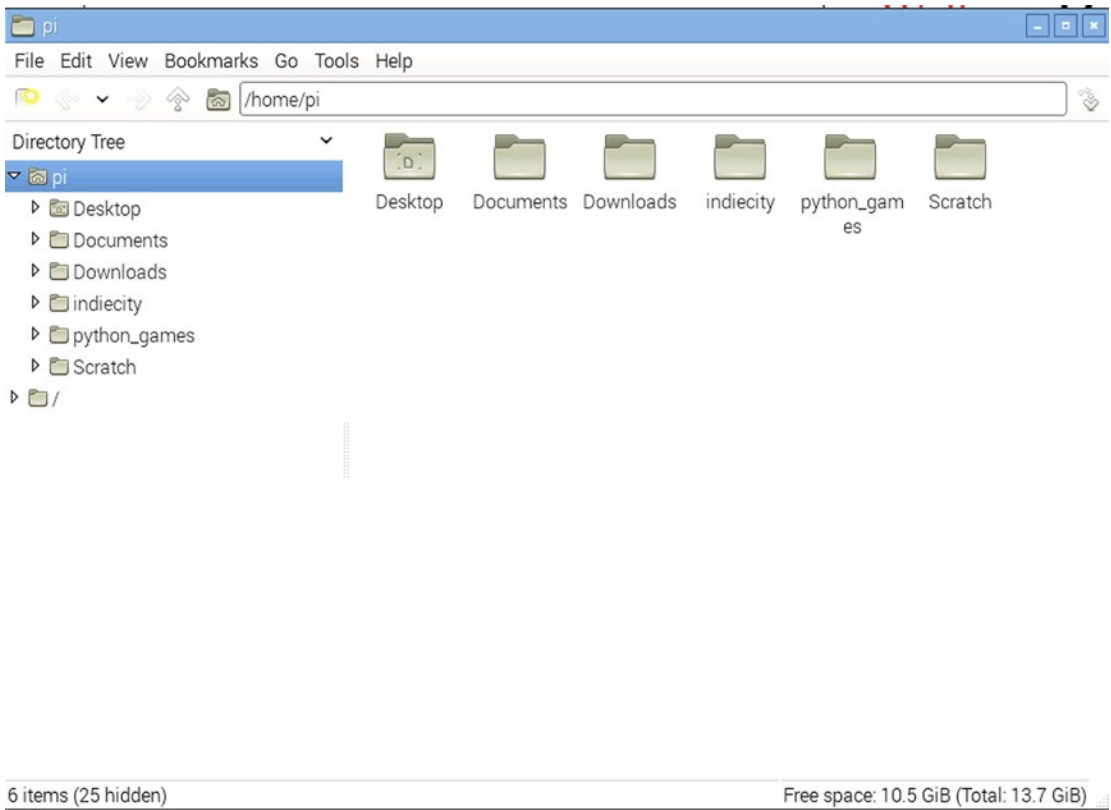 pi
File Edit View Bookmarks Go Tools Help
/home/pi
Directory Tree
pi
Desktop
Documents
Downloads
indiecity
python_games
Scratch
/
Desktop Documents Downloads indiecity python_gam Scratch
es
6 items (25 hidden) Free space: 10.5 GiB (Total: 13.7 GiB)